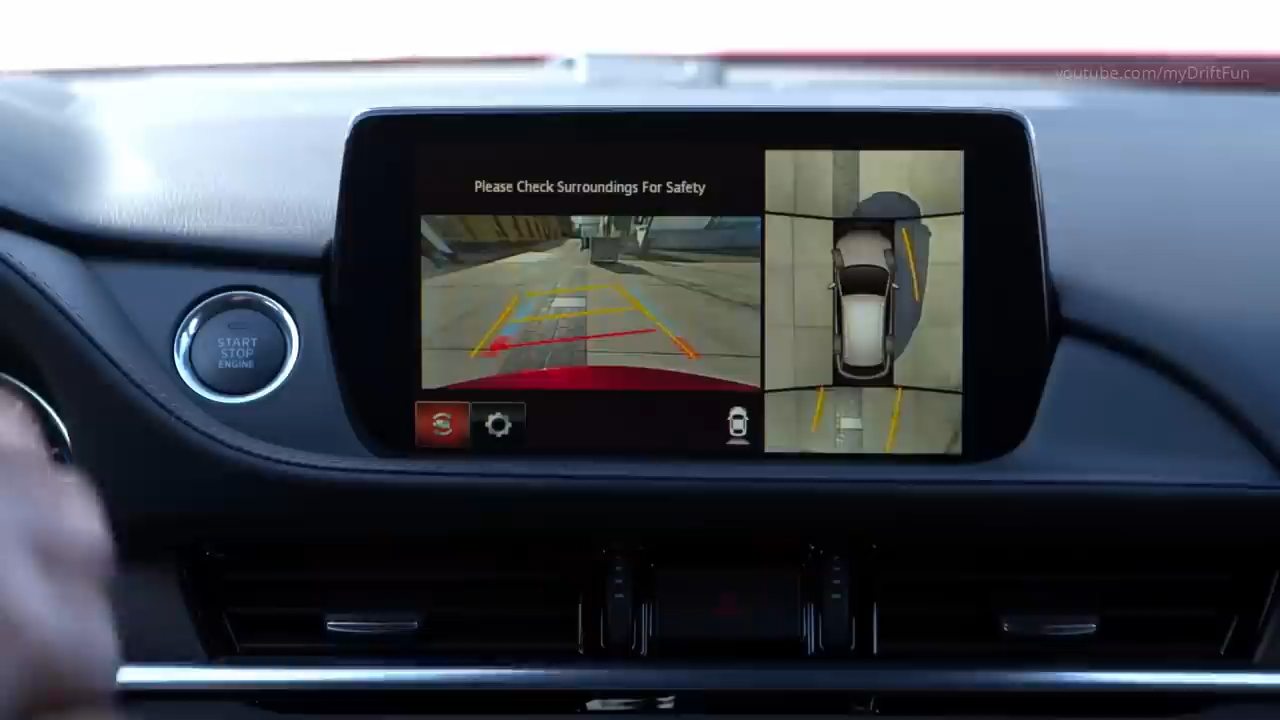 youtube.com/myDriftFun
Please Check Surroundings For Safety
START
STOP
ENGINE